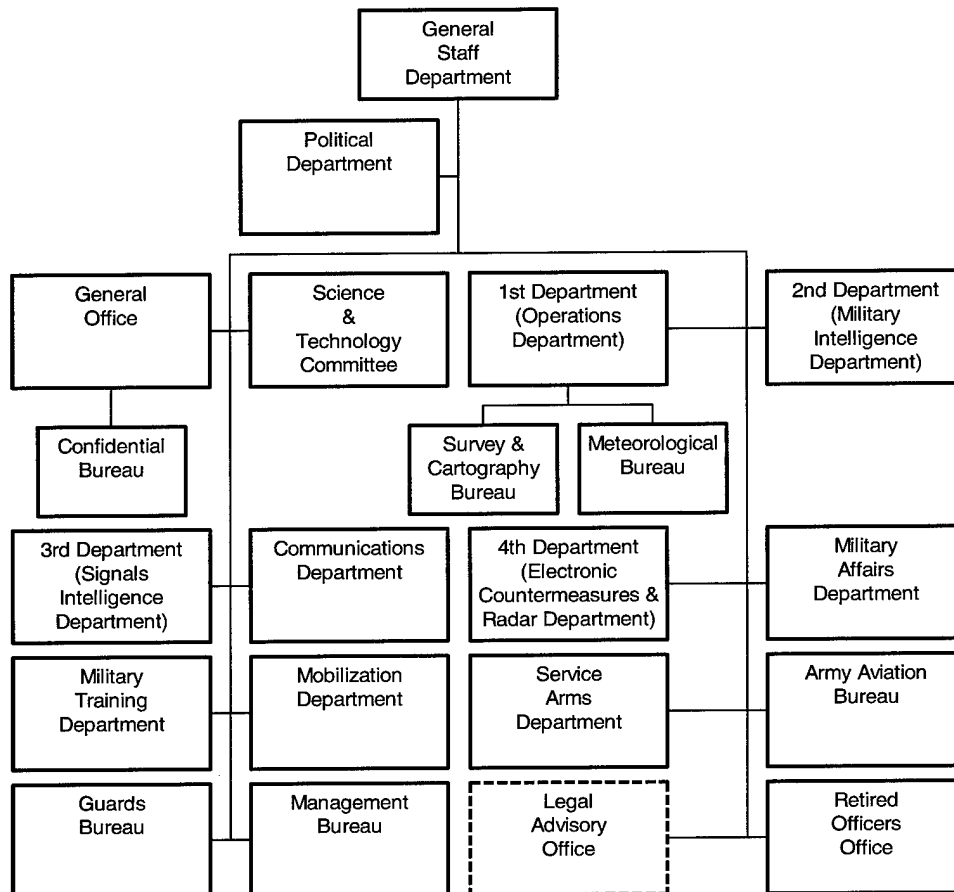 General
Staff
Department
Political
Department
General
Office
Science
&
Technology
Committee
1st Department
(Operations
Department)
2nd Department
(Military
Intelligence
Department)
Confidential
Bureau
Survey &
Cartography
Bureau
Meteorological
Bureau
3rd Department
(Signals
Intelligence
Department)
Communications
Department
4th Department
(Electronic
Countermeasures &
Radar Department)
Military
Affairs
Department
Military
Training
Department
Mobilization
Department
Service
Arms
Department
Army Aviation
Bureau
Guards
Bureau
Management
Bureau
Legal
Advisory
Office
Retired
Officers
Office